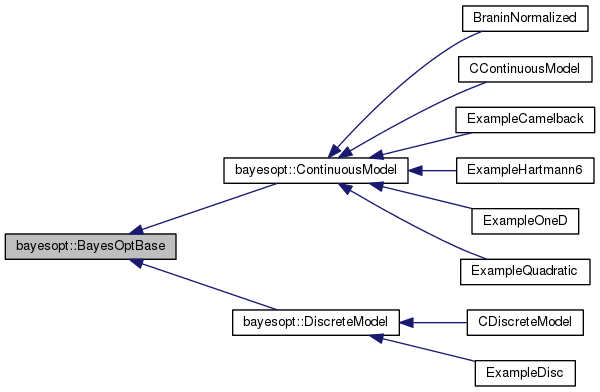 BraninNormalized
CContinuousModel
ExampleCamelback
bayesopt::ContinuousModel
ExampleHartmann6
ExampleOneD
bayesopt::BayesOptBase
ExampleQuadratic
bayesopt::DiscreteModel
CDiscreteModel
ExampleDisc